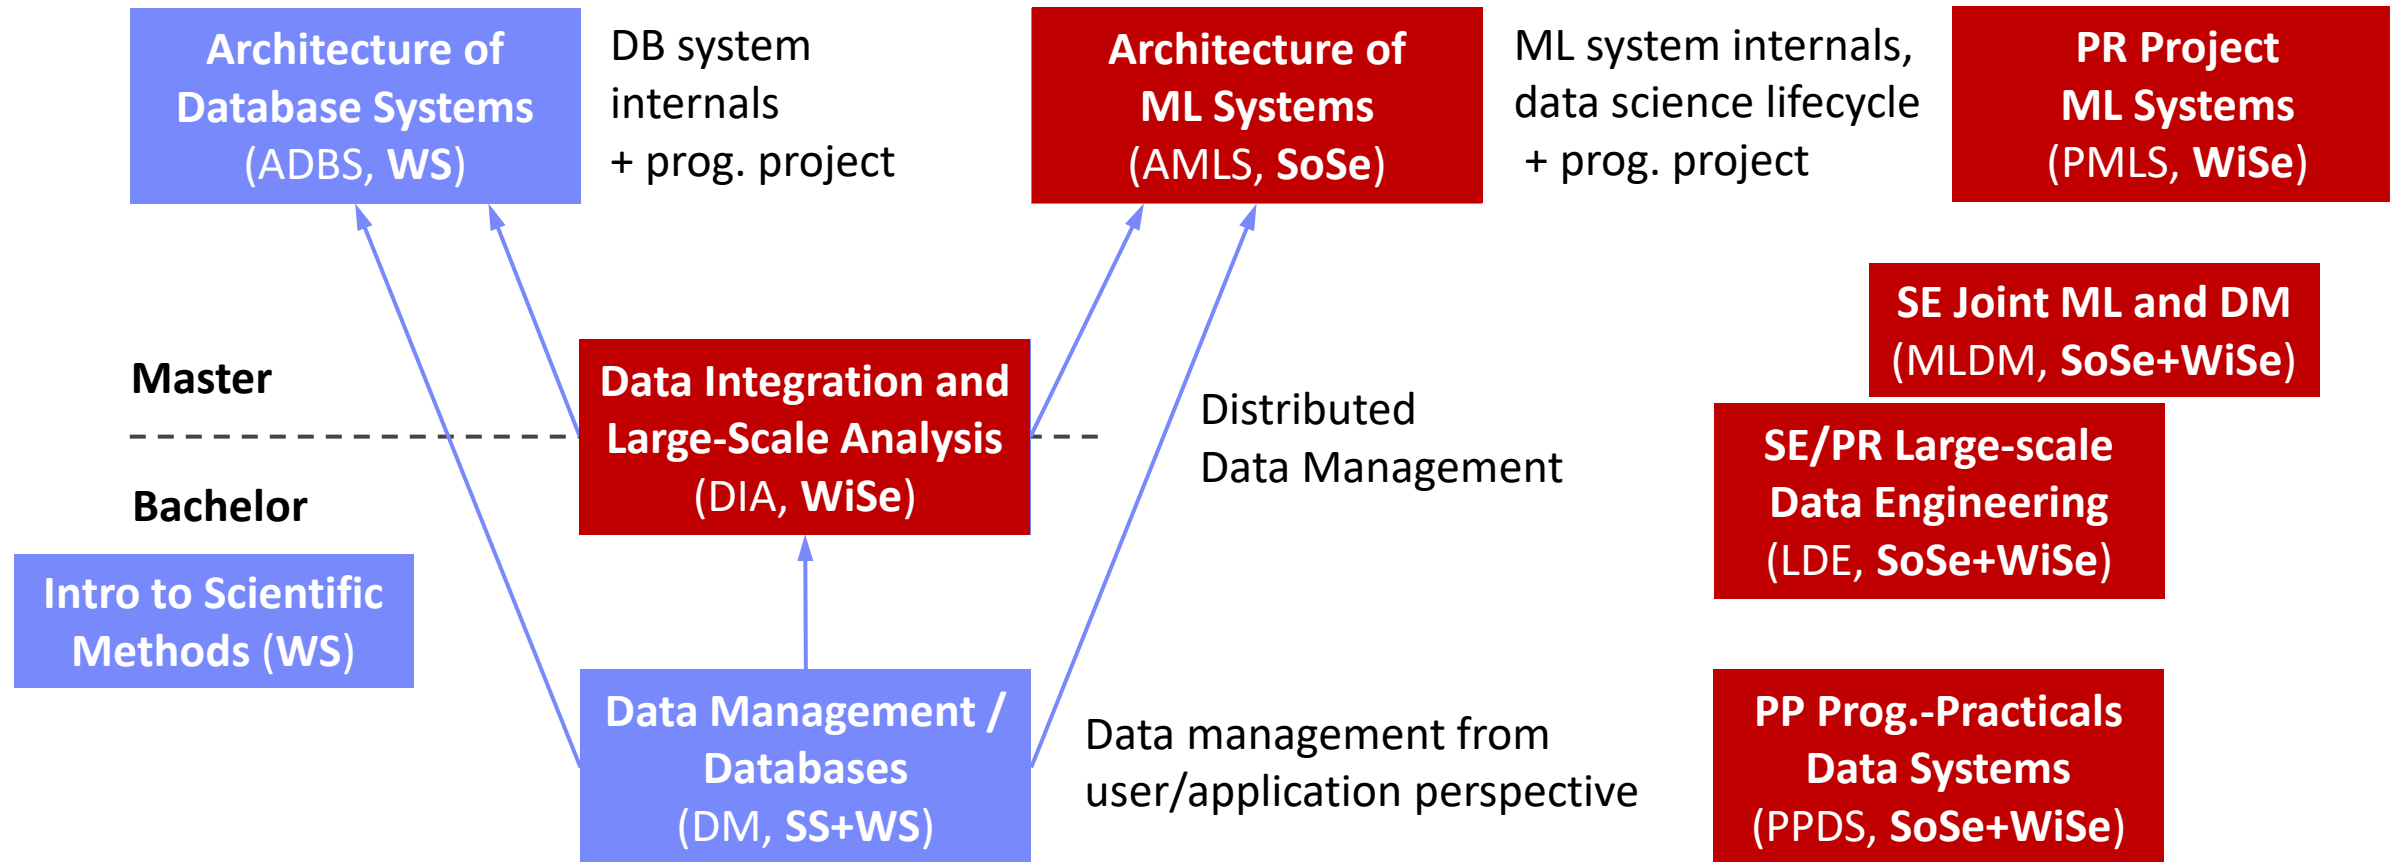 Architecture of
Database Systems
(ADBS, WS)
DB system
internals
+ prog. project
Architecture of
ML Systems
(AMLS, SoSe)
ML system internals,
data science lifecycle
+ prog. project
PR Project
ML Systems
(PMLS, WiSe)
SE Joint ML and DM
(MLDM, SoSe+WiSe)
Master
Data Integration and
Large-Scale Analysis
(DIA, WiSe)
Distributed
Data Management
SE/PR Large-scale
Data Engineering
(LDE, SoSe+WiSe)
Bachelor
Intro to Scientific
Methods (WS)
Data Management /
Databases
(DM, SS+WS)
Data management from
user/application perspective
PP Prog.-Practicals
Data Systems
(PPDS, SoSe+WiSe)